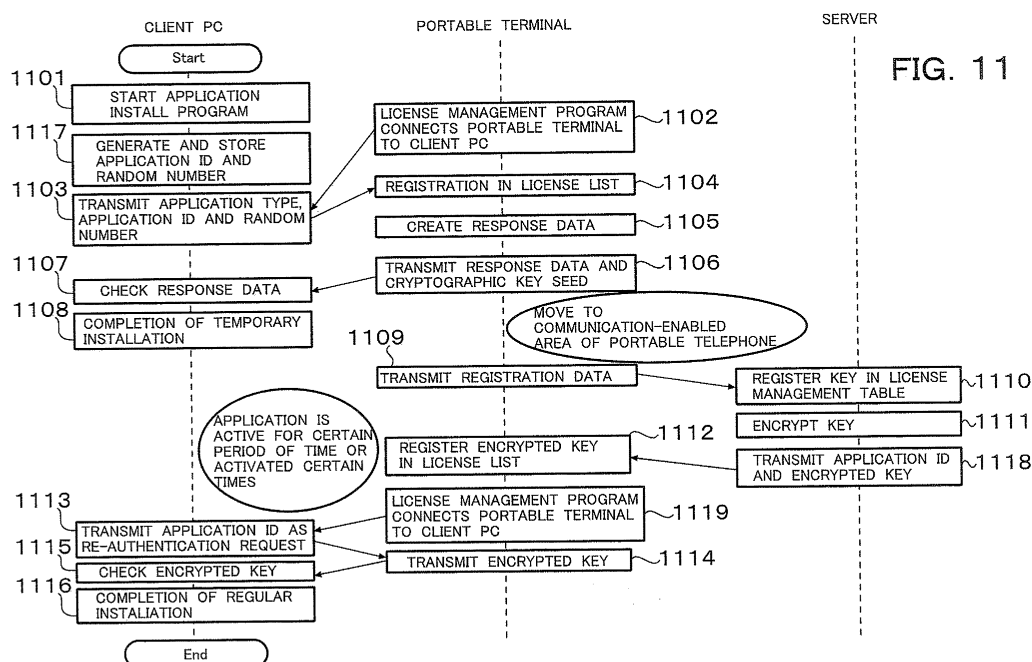 CLIENT PC
PORTABLE TERMINAL
SERVER
FIG. 11
Start
1101
START APPLICATION
INSTALL PROGRAM
1102
LICENSE MANAGEMENT PROGRAM
CONNECTS PORTABLE TERMINAL
TO CLIENT PC
1117
GENERATE AND STORE
APPLICATION ID AND
RANDOM NUMBER
1103
TRANSMIT APPLICATION TYPE,
APPLICATION ID AND RANDOM
NUMBER
1104
REGISTRATION IN LICENSE LIST
1105
CREATE RESPONSE DATA
1106
TRANSMIT RESPONSE DATA AND
CRYPTOGRAPHIC KEY SEED
1107
CHECK RESPONSE DATA
1108
COMPLETION OF TEMPORARY
INSTALLATION
MOVE TO
COMMUNICATION-ENABLED
AREA OF PORTABLE TELEPHONE
1109
TRANSMIT REGISTRATION DATA
REGISTER KEY IN LICENSE
MANAGEMENT TABLE
1110
ENCRYPT KEY
1111
APPLICATION IS
ACTIVE FOR CERTAIN
PERIOD OF TIME OR
ACTIVATED CERTAIN
TIMES
1112
REGISTER ENCRYPTED KEY
IN LICENSE LIST
TRANSMIT APPLICATION ID
AND ENCRYPTED KEY
1118
LICENSE MANAGEMENT PROGRAM
CONNECTS PORTABLE TERMINAL
TO CLIENT PC
1119
1113
TRANSMIT APPLICATION ID AS
RE-AUTHENTICATION REQUEST
TRANSMIT ENCRYPTED KEY
1114
1115
CHECK ENCRYPTED KEY
1116
COMPLETION OF REGULAR
INSTALIATION
End